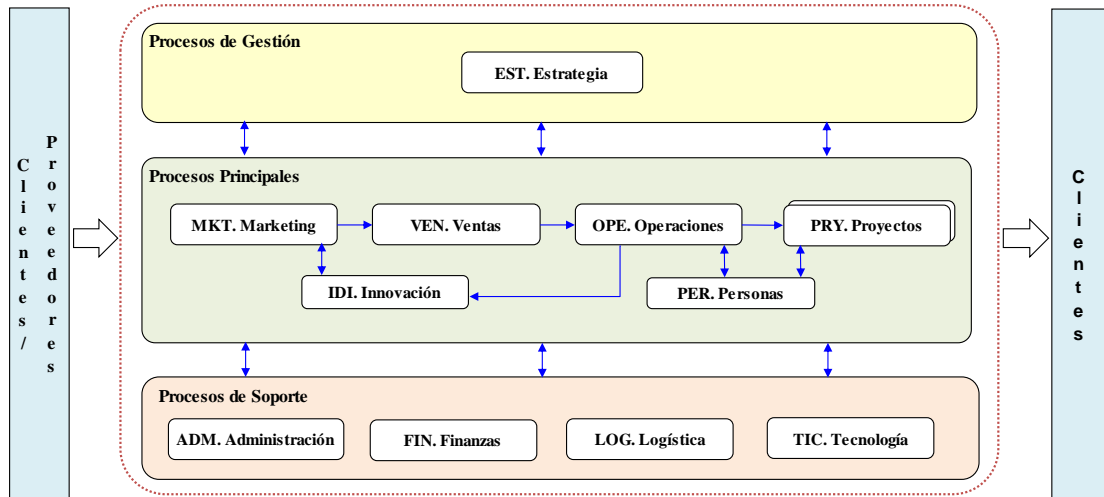 Clientes/
Proveedores
Procesos de Gestión
EST. Estrategia
Procesos Principales
MKT. Marketing
VEN. Ventas
OPE. Operaciones
PRY. Proyectos
IDI. Innovación
PER. Personas
Procesos de Soporte
ADM. Administración
FIN. Finanzas
LOG. Logística
TIC. Tecnología
Clientes